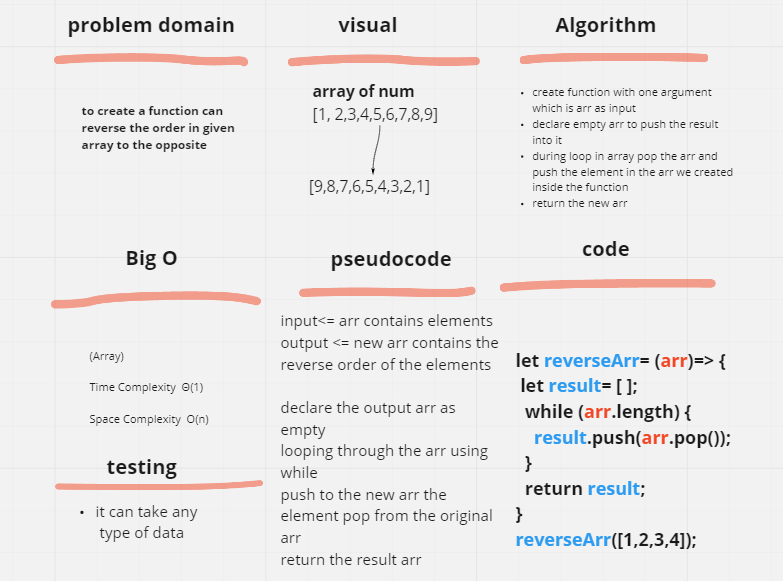 problem domain
to create a function can
reverse the order in given
array to the opposite
visual
array of num
[1, 2,3,4,5,6,7,8,9]
[9,8,7,6,5,4,3,2,1]
Algorithm
• create function with one argument
which is arr as input
• declare empty arr to push the result
into it
• during loop in array pop the arr and
push the element in the arr we created
inside the function
• return the new arr
Big O
(Array)
Time Complexity Θ(1)
Space Complexity O(n)
testing
• it can take any
type of data
pseudocode
input<= arr contains elements
output <= new arr contains the
reverse order of the elements
declare the output arr as
empty
looping through the arr using
while
push to the new arr the
element pop from the original
arr
return the result arr
code
let reverseArr= (arr)=> {
let result= [ ];
while (arr.length) {
result.push(arr.pop());
}
return result;
}
reverseArr([1,2,3,4]);